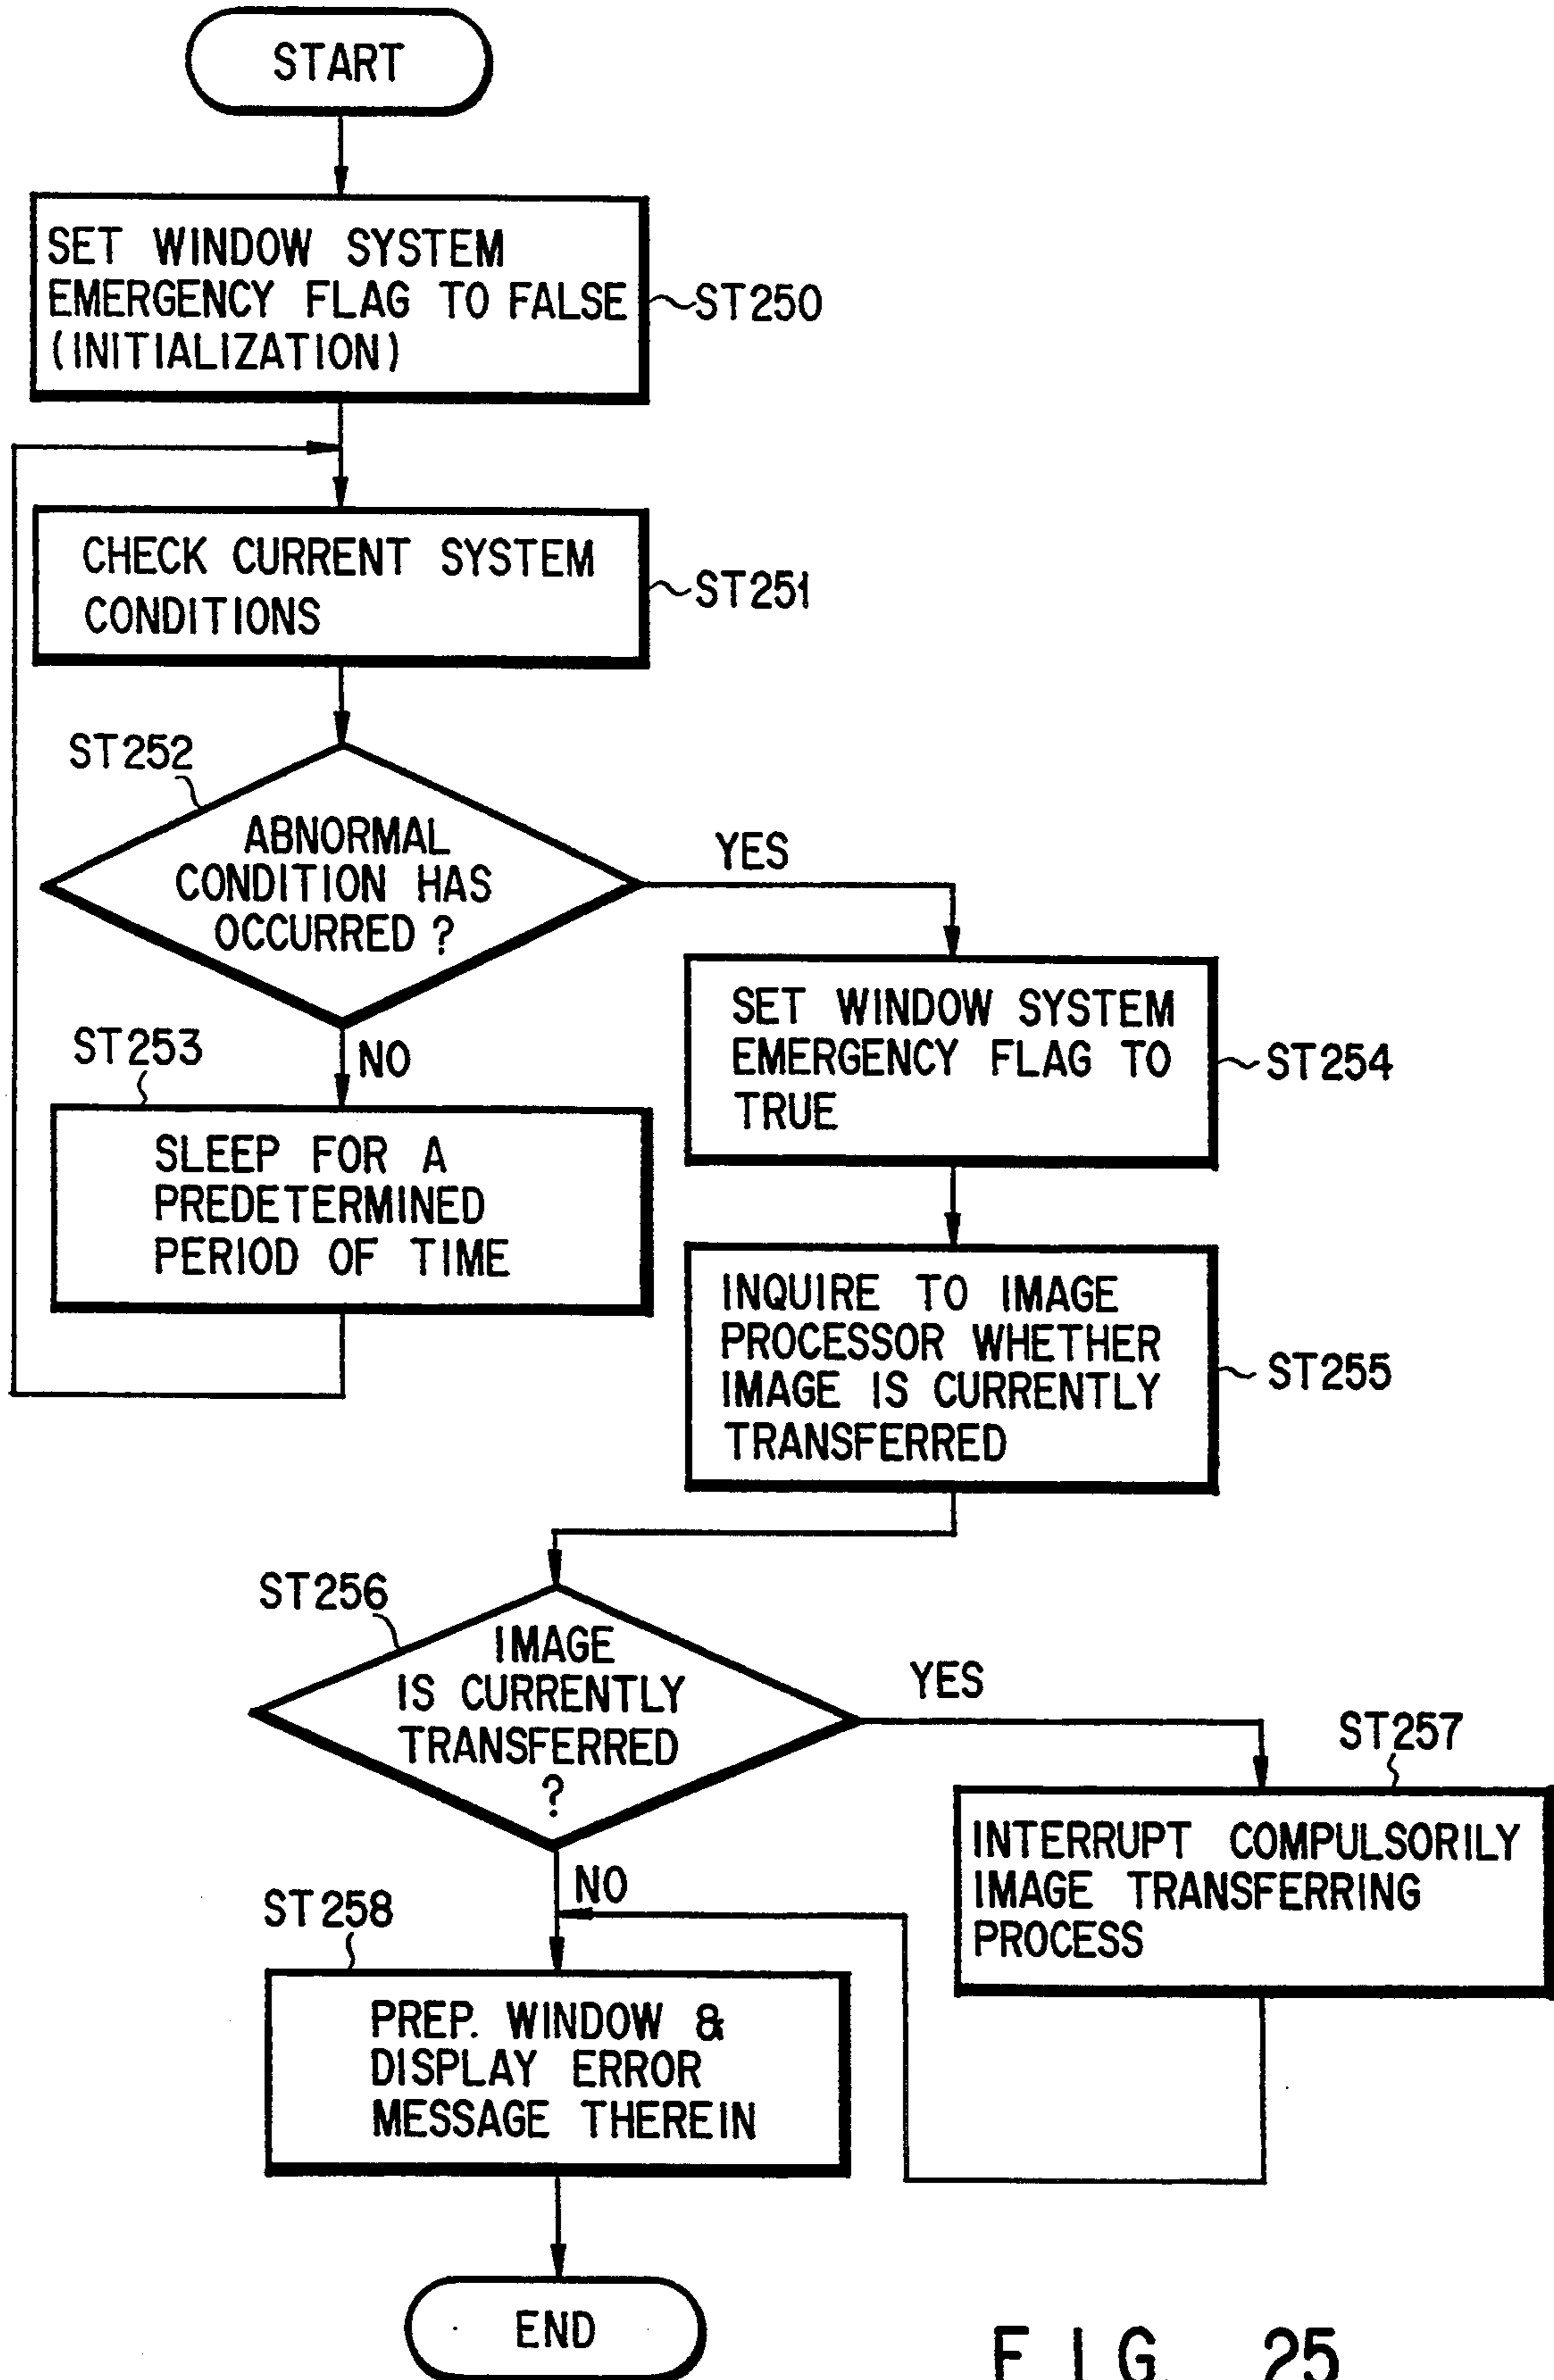 START
SET WINDOW SYSTEM
EMERGENCY FLAG TO FALSE
(INITIALIZATION)
ST250
CHECK CURRENT SYSTEM
CONDITIONS
ST251
ST252
ABNORMAL
CONDITION HAS
OCCURRED ?
YES
NO
ST253
SLEEP FOR A
PREDETERMINED
PERIOD OF TIME
SET WINDOW SYSTEM
EMERGENCY FLAG TO
TRUE
ST254
INQUIRE TO IMAGE
PROCESSOR WHETHER
IMAGE IS CURRENTLY
TRANSFERRED
ST255
ST256
IMAGE
IS CURRENTLY
TRANSFERRED
?
YES
NO
ST257
INTERRUPT COMPULSORILY
IMAGE TRANSFERRING
PROCESS
ST258
PREP. WINDOW &
DISPLAY ERROR
MESSAGE THEREIN
END
FIG. 25